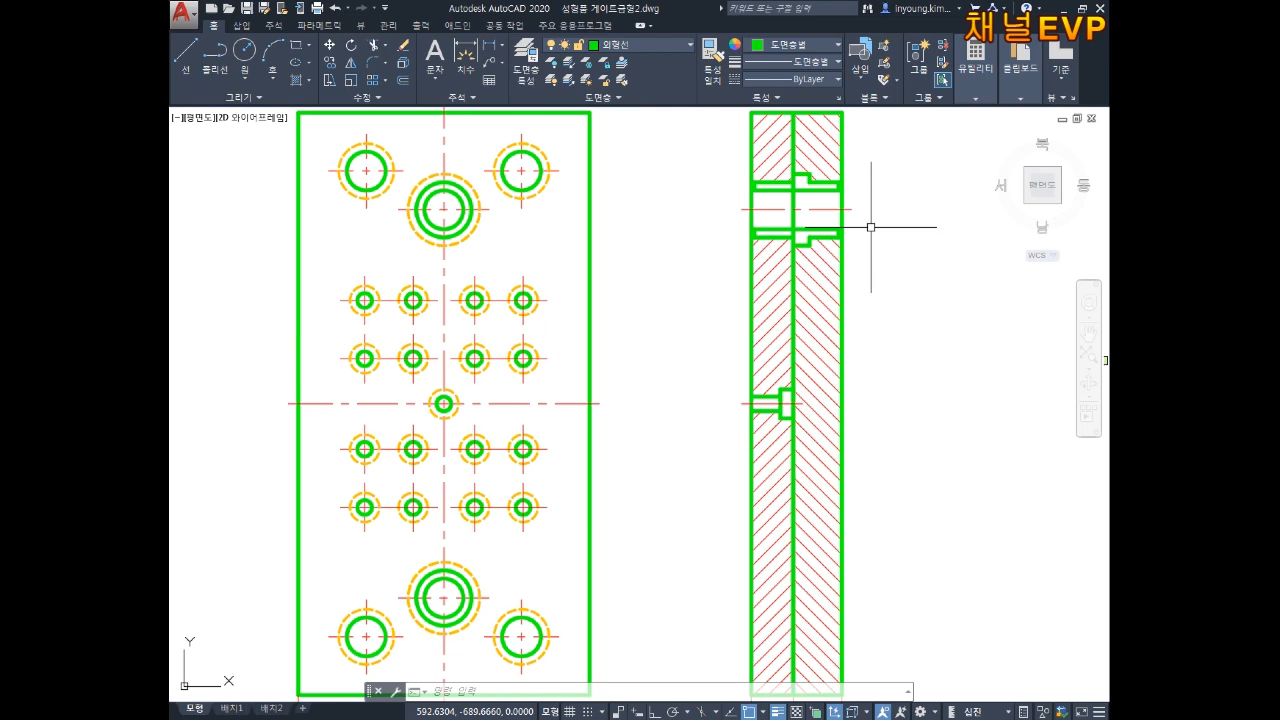 Autodesk AutoCAD 2020 성형품 게이트금형2.dwg
키워드 또는 구절 입력
inyoung.kim...
채널EVP
홈 삽입 주석 파라메트릭 뷰 관리 출력 애드인 공동 작업 주요 응용프로그램
외형선
도면층별
도면층별
ByLayer
선 폴리선 원 호 문자 치수 도면층 특성 특성 일치 삽입 그룹 유틸리티 클립보드 기준
그리기 수정 주석 도면층 특성 블록 그룹 뷰
[-][평면도][2D 와이어프레임]
북
서 평면도 동
남
WCS
Y
X
명령 입력
모형 배치1 배치2 +
592.6304, -689.6660, 0.0000 모형 십진